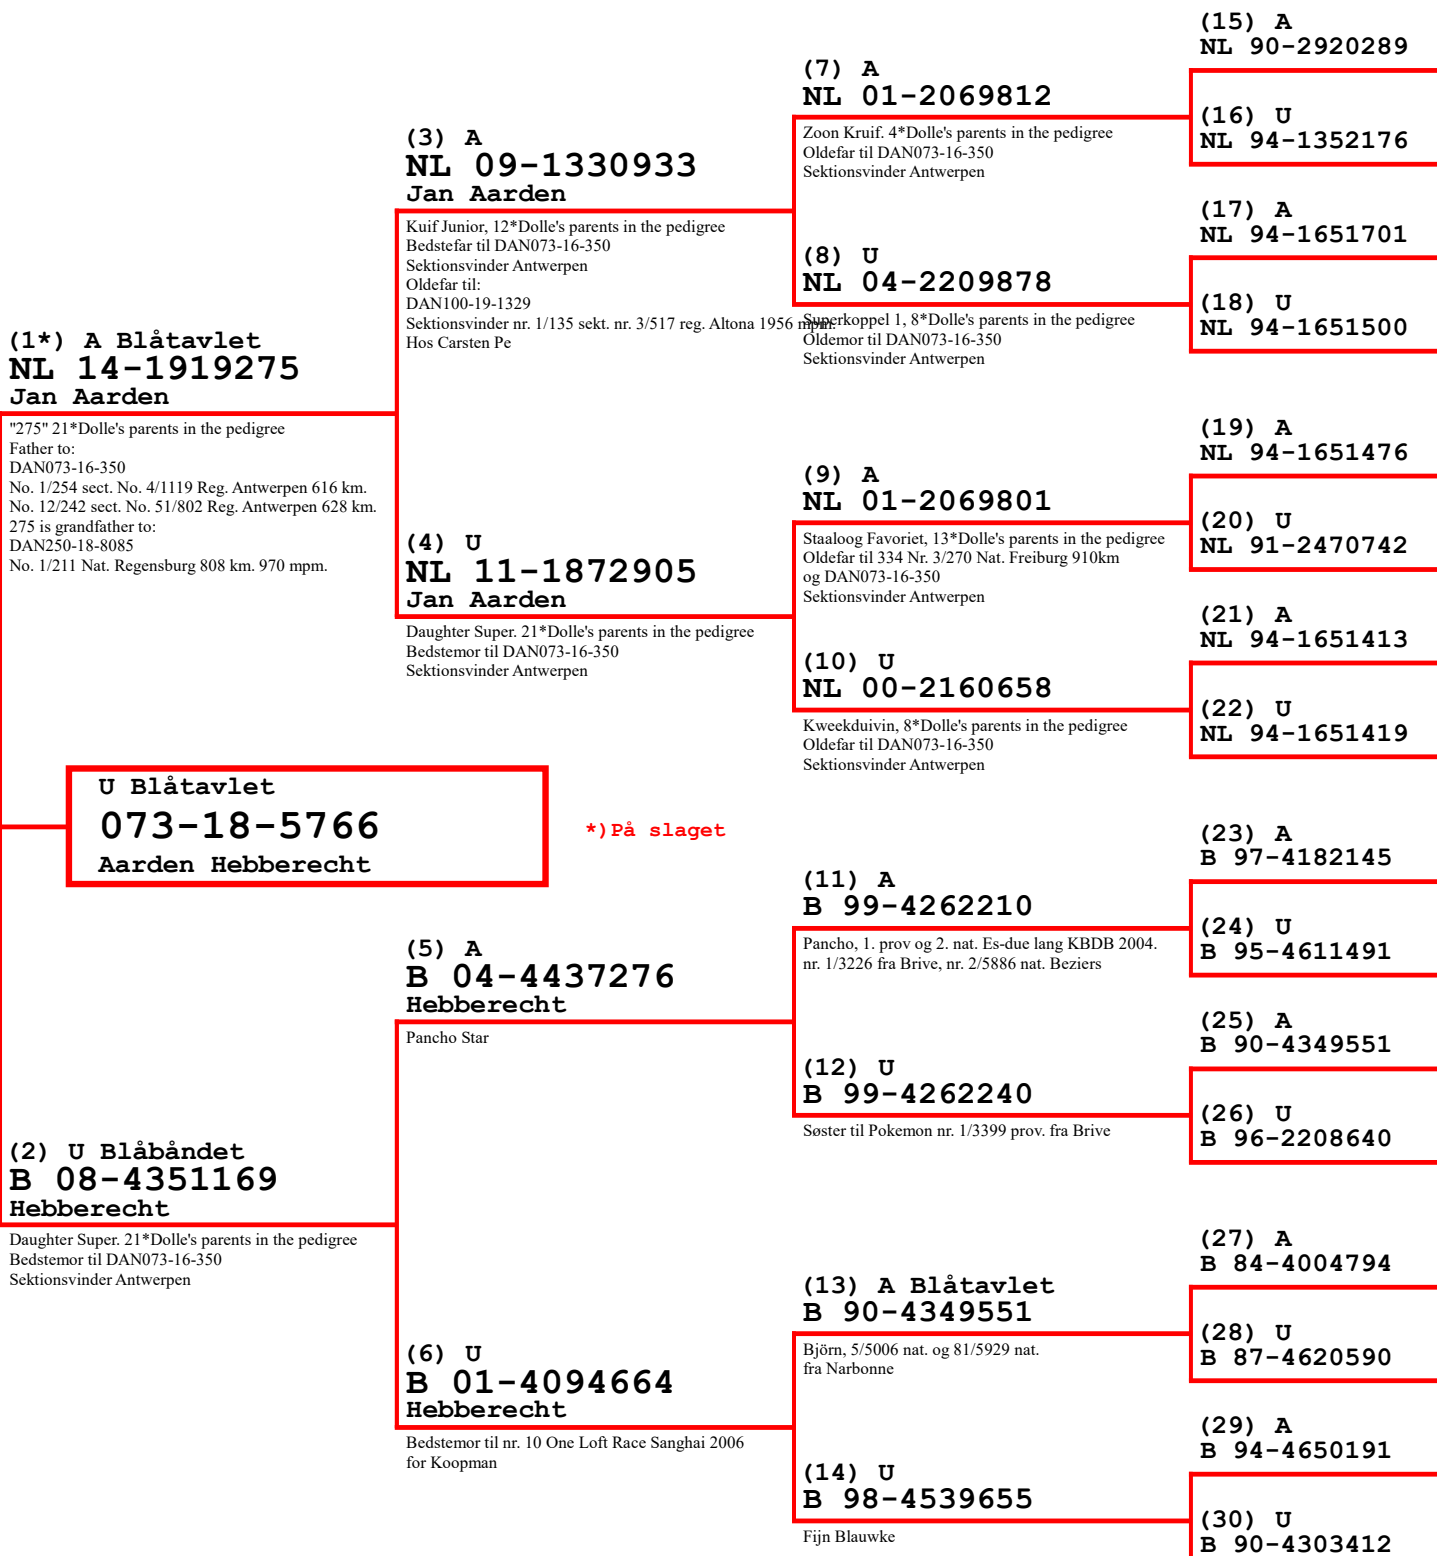 (1*) A Blåtavlet
NL 14-1919275
Jan Aarden
"275" 21*Dolle's parents in the pedigree
Father to:
DAN073-16-350
No. 1/254 sect. No. 4/1119 Reg. Antwerpen 616 km.
No. 12/242 sect. No. 51/802 Reg. Antwerpen 628 km.
275 is grandfather to:
DAN250-18-8085
No. 1/211 Nat. Regensburg 808 km. 970 mpm.
U Blåtavlet
073-18-5766
Aarden Hebberecht
*)På slaget
(2) U Blåbåndet
B 08-4351169
Hebberecht
Daughter Super. 21*Dolle's parents in the pedigree
Bedstemor til DAN073-16-350
Sektionsvinder Antwerpen
(3) A
NL 09-1330933
Jan Aarden
Kuif Junior, 12*Dolle's parents in the pedigree
Bedstefar til DAN073-16-350
Sektionsvinder Antwerpen
Oldefar til:
DAN100-19-1329
Sektionsvinder nr. 1/135 sekt. nr. 3/517 reg. Altona 1956 mpm.
Hos Carsten Pe
(4) U
NL 11-1872905
Jan Aarden
Daughter Super. 21*Dolle's parents in the pedigree
Bedstemor til DAN073-16-350
Sektionsvinder Antwerpen
(5) A
B 04-4437276
Hebberecht
Pancho Star
(6) U
B 01-4094664
Hebberecht
Bedstemor til nr. 10 One Loft Race Sanghai 2006
for Koopman
(7) A
NL 01-2069812
Zoon Kruif. 4*Dolle's parents in the pedigree
Oldefar til DAN073-16-350
Sektionsvinder Antwerpen
(8) U
NL 04-2209878
Superkoppel 1, 8*Dolle's parents in the pedigree
Oldemor til DAN073-16-350
Sektionsvinder Antwerpen
(9) A
NL 01-2069801
Staaloog Favoriet, 13*Dolle's parents in the pedigree
Oldefar til 334 Nr. 3/270 Nat. Freiburg 910km
og DAN073-16-350
Sektionsvinder Antwerpen
(10) U
NL 00-2160658
Kweekduivin, 8*Dolle's parents in the pedigree
Oldefar til DAN073-16-350
Sektionsvinder Antwerpen
(11) A
B 99-4262210
Pancho, 1. prov og 2. nat. Es-due lang KBDB 2004.
nr. 1/3226 fra Brive, nr. 2/5886 nat. Beziers
(12) U
B 99-4262240
Søster til Pokemon nr. 1/3399 prov. fra Brive
(13) A Blåtavlet
B 90-4349551
Björn, 5/5006 nat. og 81/5929 nat.
fra Narbonne
(14) U
B 98-4539655
Fijn Blauwke
(15) A
NL 90-2920289
(16) U
NL 94-1352176
(17) A
NL 94-1651701
(18) U
NL 94-1651500
(19) A
NL 94-1651476
(20) U
NL 91-2470742
(21) A
NL 94-1651413
(22) U
NL 94-1651419
(23) A
B 97-4182145
(24) U
B 95-4611491
(25) A
B 90-4349551
(26) U
B 96-2208640
(27) A
B 84-4004794
(28) U
B 87-4620590
(29) A
B 94-4650191
(30) U
B 90-4303412